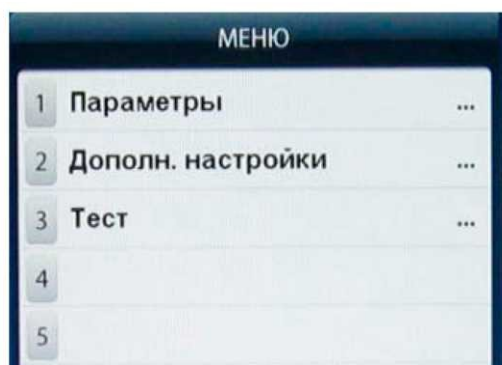 МЕНЮ
1 Параметры ...
2 Дополн. настройки ...
3 Тест ...
4
5